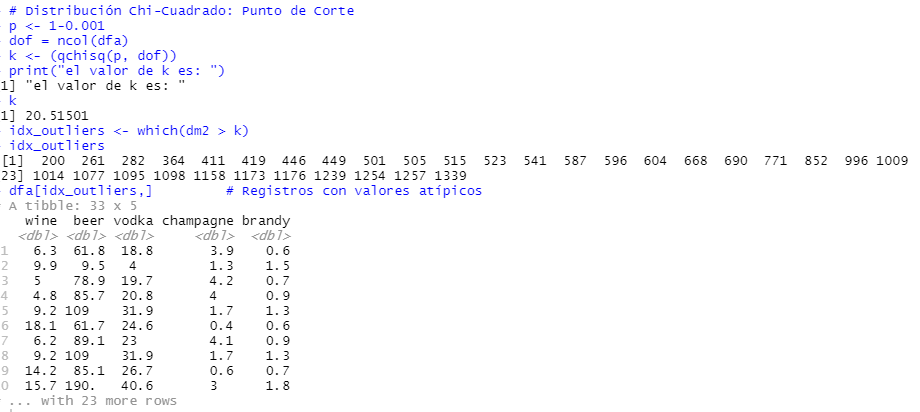 # Distribución Chi-Cuadrado: Punto de Corte
p <- 1-0.001
dof = ncol(dfa)
k <- (qchisq(p, dof))
print("el valor de k es: ")
1] "el valor de k es: "
k
1] 20.51501
idx_outliers <- which(dm2 > k)
idx_outliers
[1] 200 261 282 364 411 419 446 449 501 505 515 523 541 587 596 604 668 690 771 852 996 1009
23] 1014 1077 1095 1098 1158 1173 1176 1239 1254 1257 1339
dfa[idx_outliers,] # Registros con valores atípicos
A tibble: 33 x 5
wine beer vodka champagne brandy
<dbl> <dbl> <dbl> <dbl> <dbl>
1 6.3 61.8 18.8 3.9 0.6
2 9.9 9.5 4 1.3 1.5
3 5 78.9 19.7 4.2 0.7
4 4.8 85.7 20.8 4 0.9
5 9.2 109 31.9 1.7 1.3
6 18.1 61.7 24.6 0.4 0.6
7 6.2 89.1 23 4.1 0.9
8 9.2 109 31.9 1.7 1.3
9 14.2 85.1 26.7 0.6 0.7
0 15.7 190. 40.6 3 1.8
... with 23 more rows